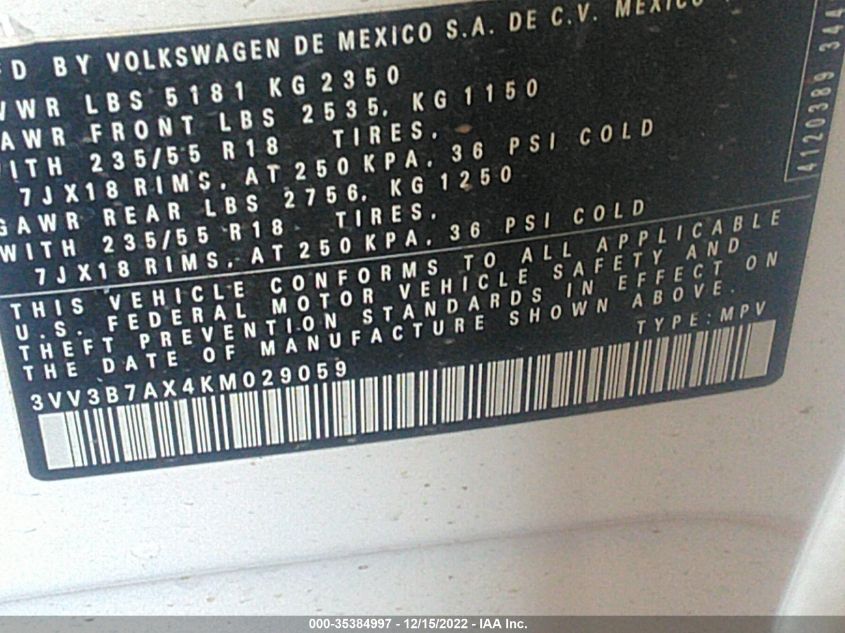 FD BY VOLKSWAGEN DE MEXICO S.A. DE C.V. MEXICO
VWR LBS 5181 KG 2350
AWR FRONT LBS 2535, KG 1150
WITH 235/55 R18 TIRES,
7JX18 RIMS, AT 250 KPA, 36 PSI COLD
GAWR REAR LBS 2756, KG 1250
WITH 235/55 R18 TIRES,
7JX18 RIMS, AT 250 KPA, 36 PSI COLD
THIS VEHICLE CONFORMS TO ALL APPLICABLE
U.S. FEDERAL MOTOR VEHICLE SAFETY AND
THEFT PREVENTION STANDARDS IN EFFECT ON
THE DATE OF MANUFACTURE SHOWN ABOVE.
TYPE: MPV
3VV3B7AX4KM029059
4120389 344
000-35384997 - 12/15/2022 - IAA Inc.